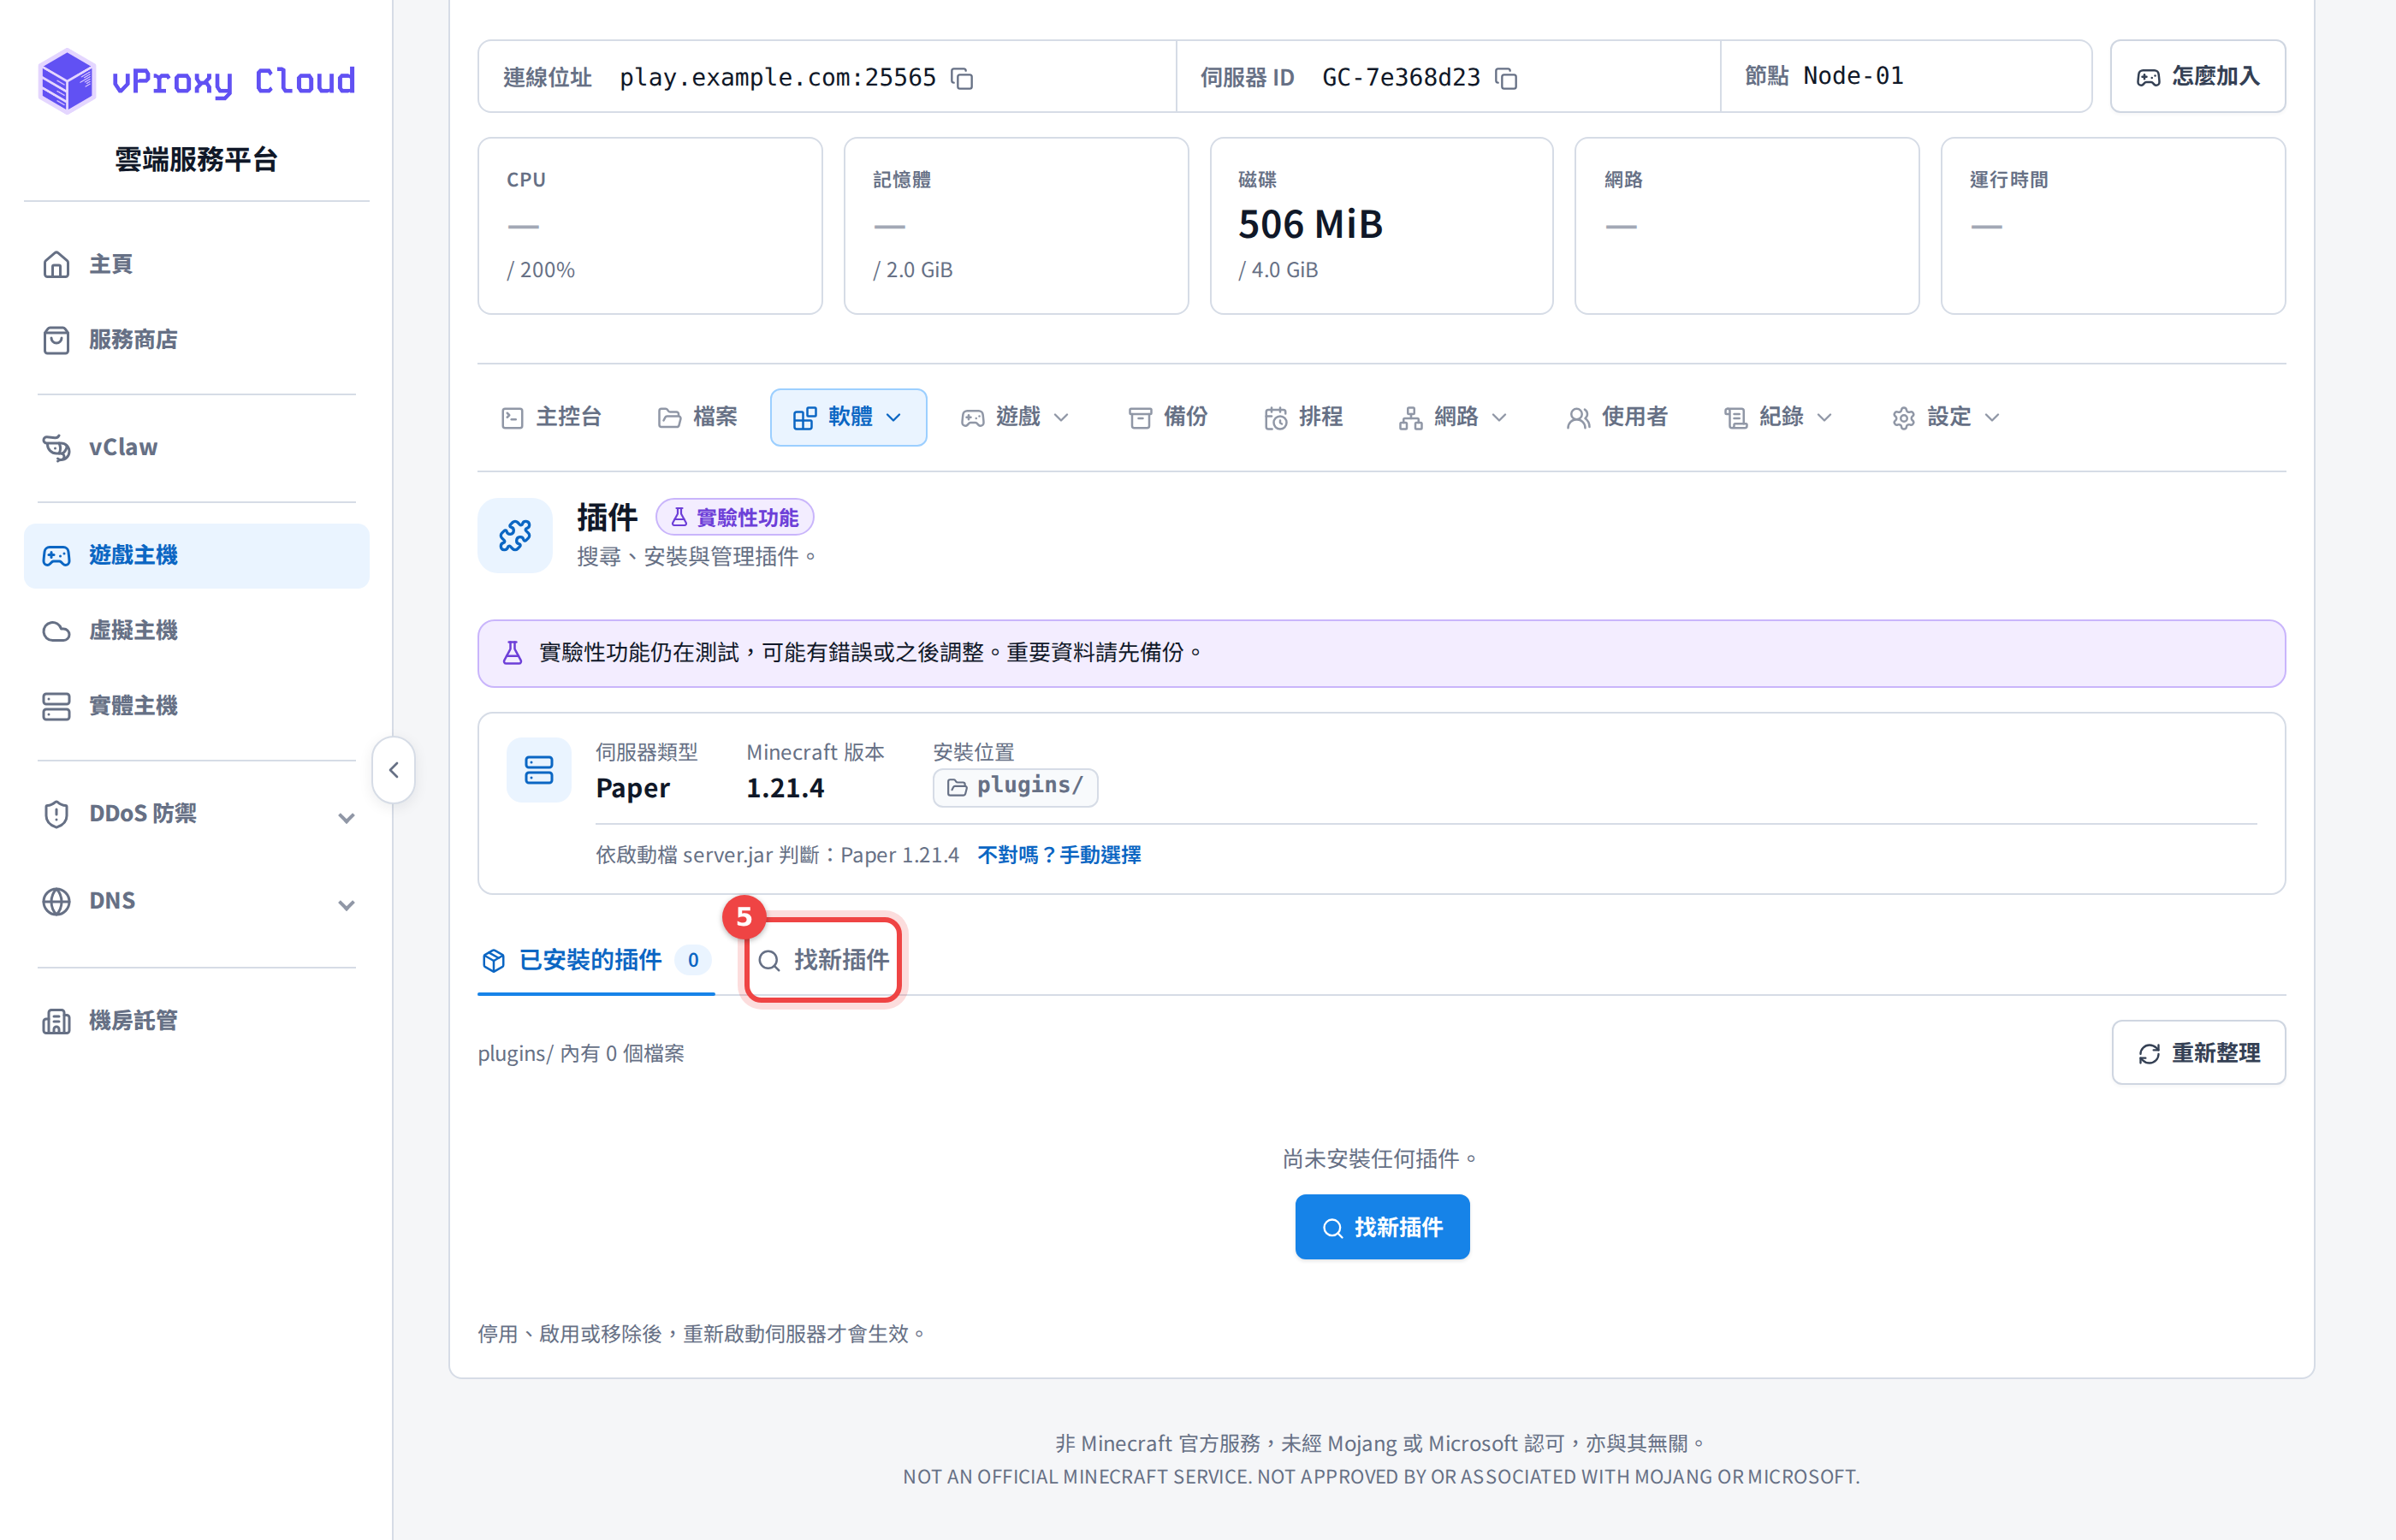 vProxy Cloud
雲端服務平台
主頁
服務商店
vClaw
遊戲主機
虛擬主機
實體主機
DDoS 防禦
DNS
機房託管
連線位址 play.example.com:25565
伺服器 ID GC-7e368d23
節點 Node-01
怎麼加入
CPU
—
/ 200%
記憶體
—
/ 2.0 GiB
磁碟
506 MiB
/ 4.0 GiB
網路
—
運行時間
—
主控台
檔案
軟體
遊戲
備份
排程
網路
使用者
紀錄
設定
插件 實驗性功能
搜尋、安裝與管理插件。
實驗性功能仍在測試，可能有錯誤或之後調整。重要資料請先備份。
伺服器類型
Paper
Minecraft 版本
1.21.4
安裝位置
plugins/
依啟動檔 server.jar 判斷：Paper 1.21.4 不對嗎？手動選擇
5
已安裝的插件 0
找新插件
plugins/ 內有 0 個檔案
重新整理
尚未安裝任何插件。
找新插件
停用、啟用或移除後，重新啟動伺服器才會生效。
非 Minecraft 官方服務，未經 Mojang 或 Microsoft 認可，亦與其無關。
NOT AN OFFICIAL MINECRAFT SERVICE. NOT APPROVED BY OR ASSOCIATED WITH MOJANG OR MICROSOFT.